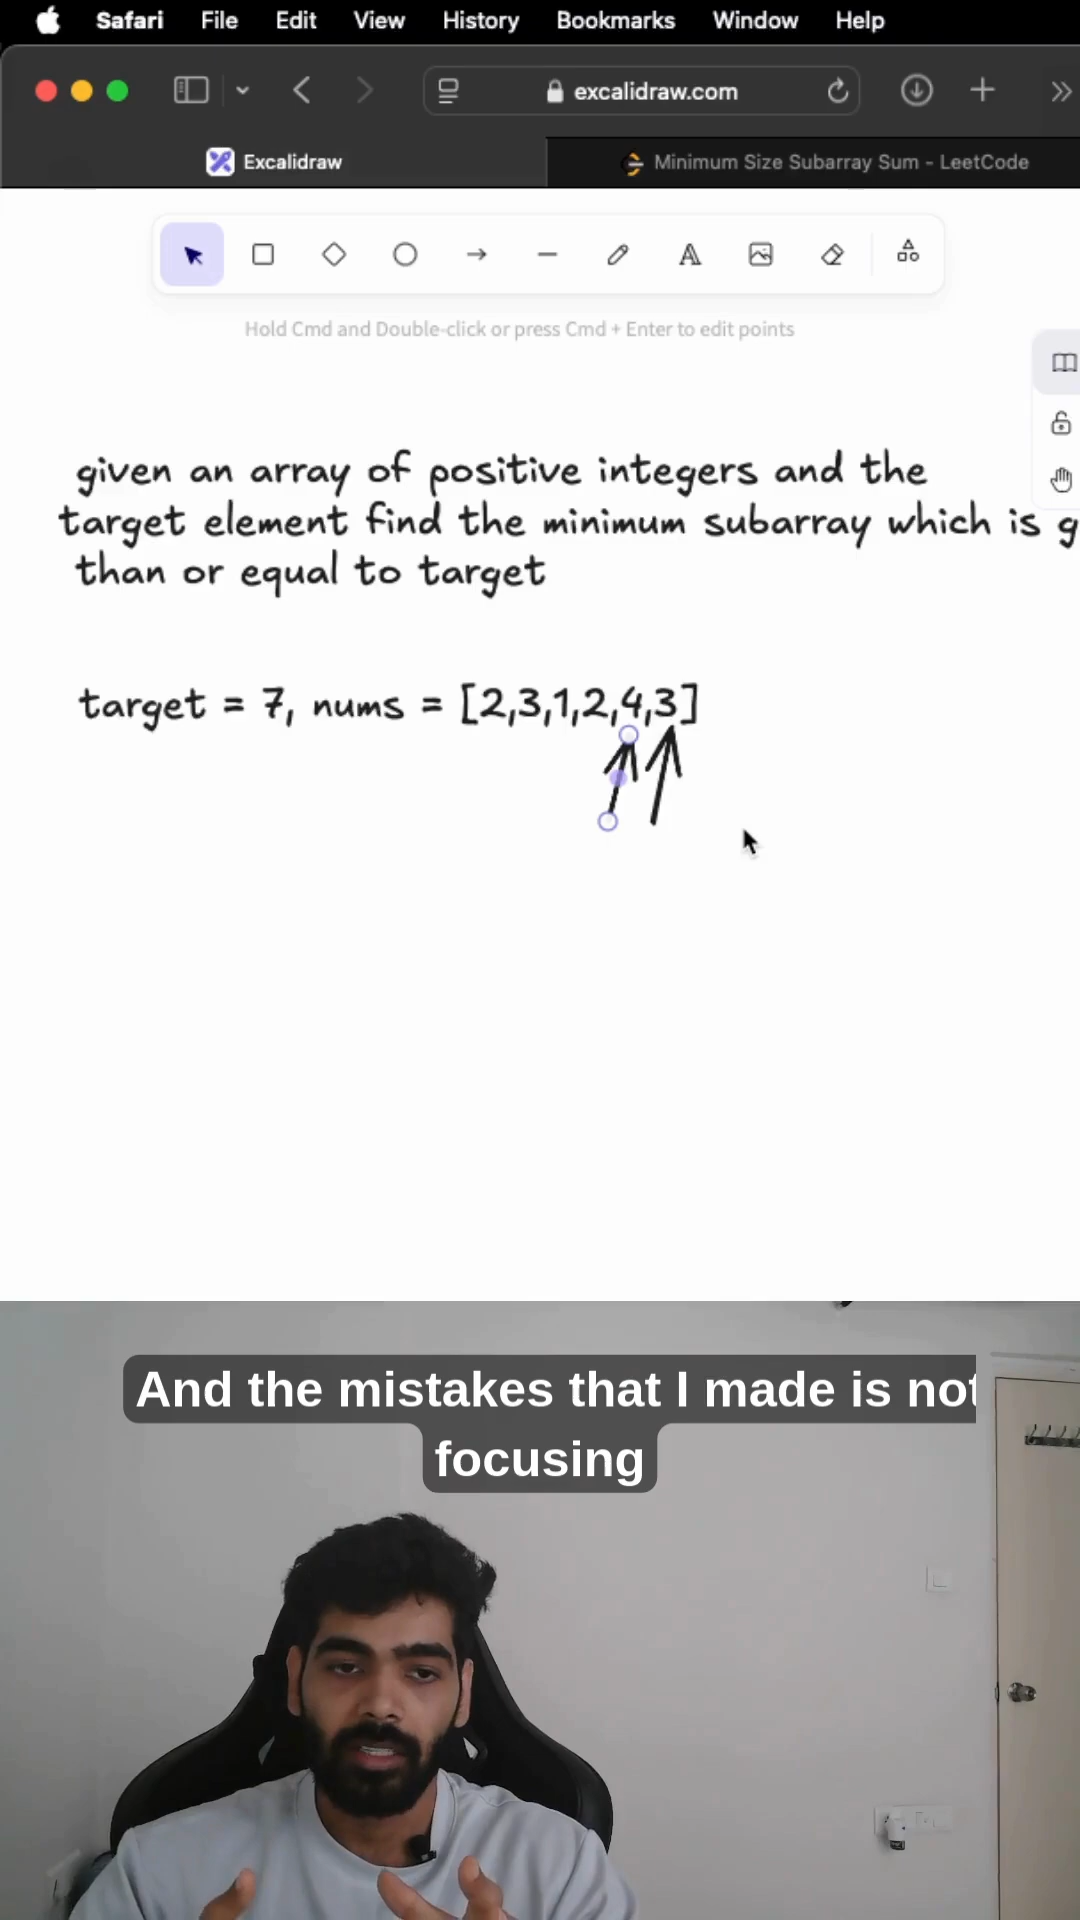 Safari File Edit View History Bookmarks Window Help
excalidraw.com
Excalidraw
Minimum Size Subarray Sum - LeetCode
Hold Cmd and Double-click or press Cmd + Enter to edit points
given an array of positive integers and the
target element find the minimum subarray which is g
than or equal to target
target = 7, nums = [2,3,1,2,4,3]
And the mistakes that I made is not
focusing